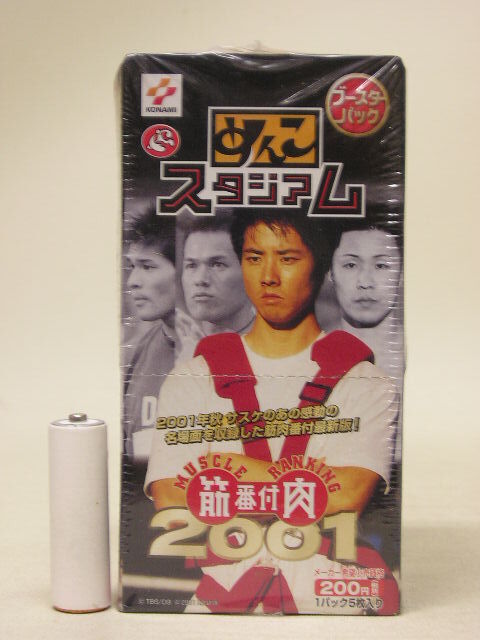 KONAMI
ブースター
パック
めんこ
スタジアム
2001年秋サスケのあの感動の
名場面を収録した筋肉番付最新版!
MUSCLE RANKING
筋肉番付
2001
200円
1パック5枚入り